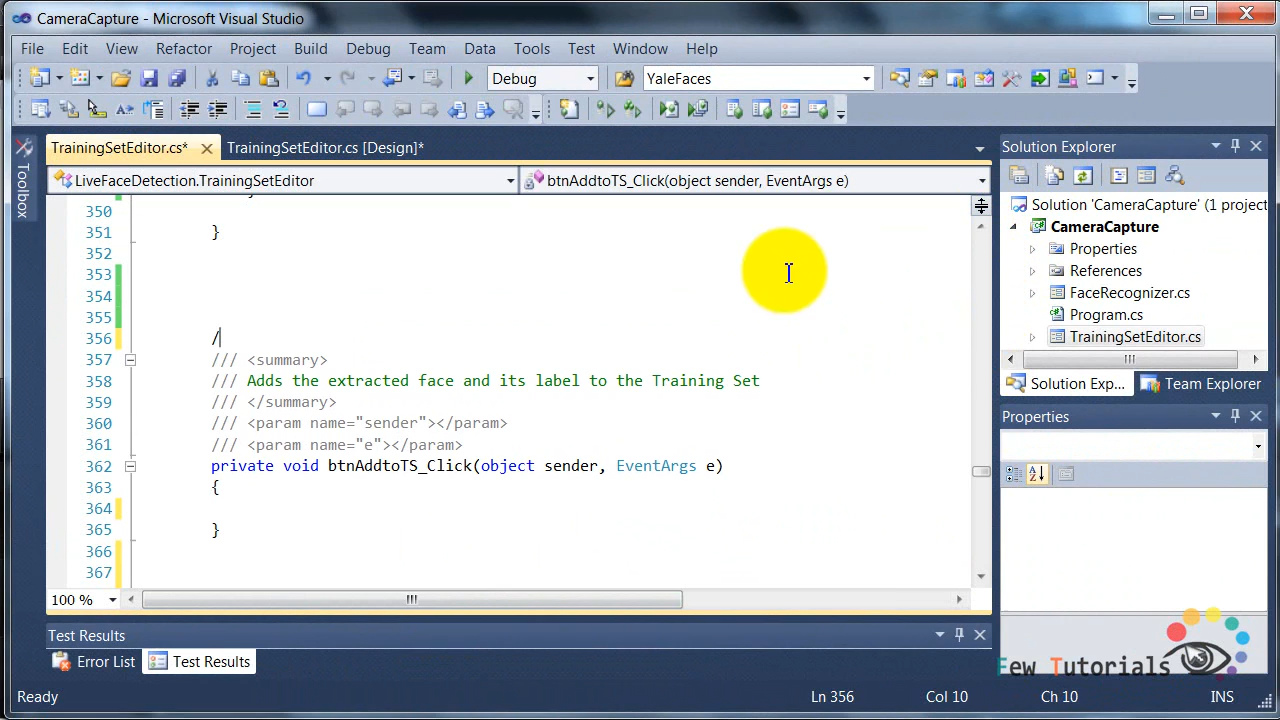 CameraCapture - Microsoft Visual Studio
File Edit View Refactor Project Build Debug Team Data Tools Test Window Help
Debug YaleFaces
TrainingSetEditor.cs* TrainingSetEditor.cs [Design]*
LiveFaceDetection.TrainingSetEditor btnAddtoTS_Click(object sender, EventArgs e)
Toolbox
350
351 }
352
353
354
355
356 /
357 /// <summary>
358 /// Adds the extracted face and its label to the Training Set
359 /// </summary>
360 /// <param name="sender"></param>
361 /// <param name="e"></param>
362 private void btnAddtoTS_Click(object sender, EventArgs e)
363 {
364
365 }
366
367
100 %
Solution Explorer
Solution 'CameraCapture' (1 project
CameraCapture
Properties
References
FaceRecognizer.cs
Program.cs
TrainingSetEditor.cs
Solution Exp... Team Explorer
Properties
Test Results
Error List Test Results
Few Tutorials
Ready Ln 356 Col 10 Ch 10 INS